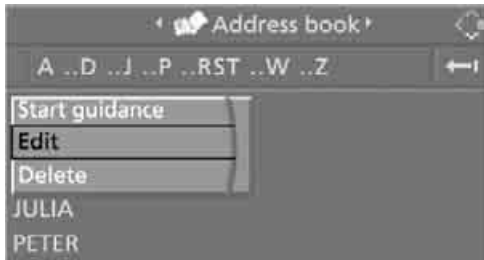 Address book
A ..D ..J ..P ..RST ..W ..Z
Start guidance
Edit
Delete
JULIA
PETER